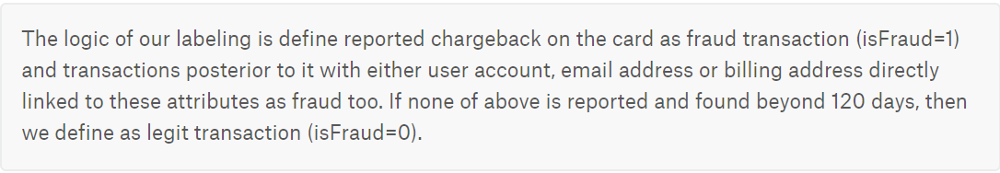 The logic of our labeling is define reported chargeback on the card as fraud transaction (isFraud=1)
and transactions posterior to it with either user account, email address or billing address directly
linked to these attributes as fraud too. If none of above is reported and found beyond 120 days, then
we define as legit transaction (isFraud=0).